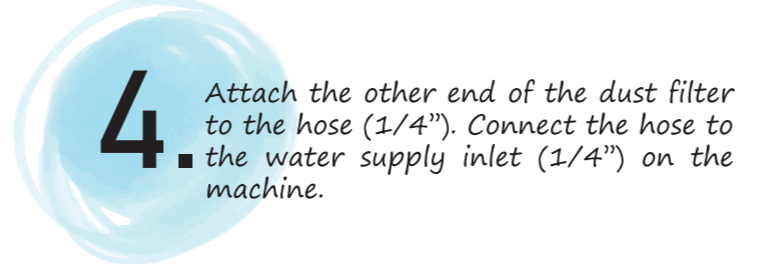 4.
Attach the other end of the dust filter
to the hose (1/4”). Connect the hose to
the water supply inlet (1/4”) on the
machine.